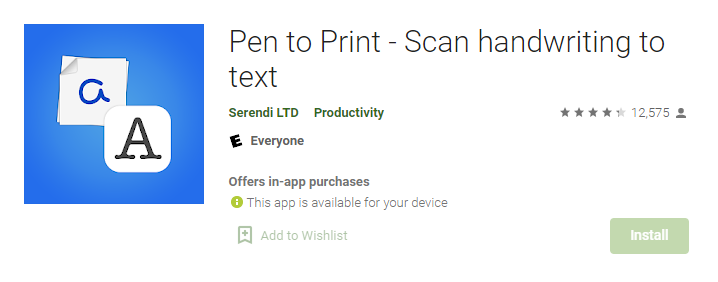 Pen to Print - Scan handwriting to
text
Serendi LTD Productivity 12,575
E Everyone
Offers in-app purchases
This app is available for your device
Add to Wishlist Install
a
A